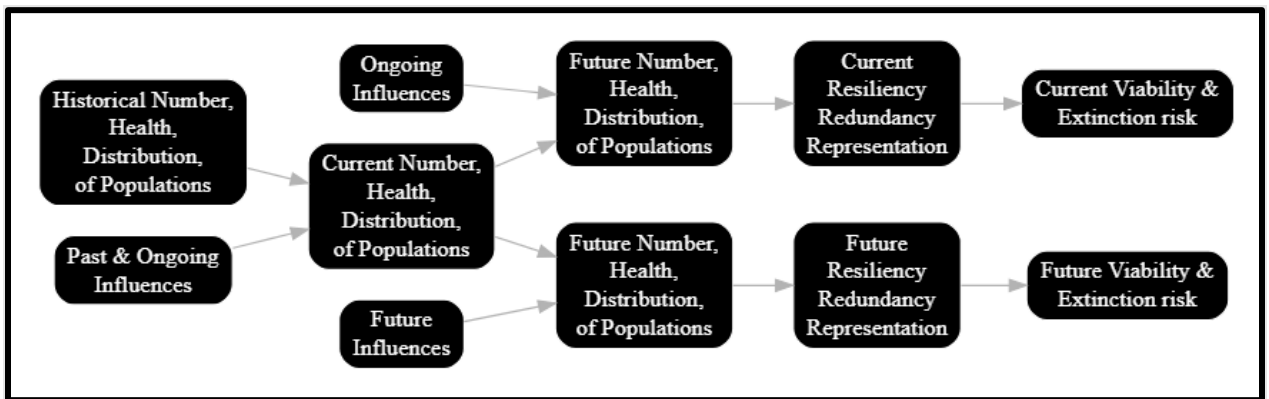 Historical Number,
Health,
Distribution,
of Populations
Past & Ongoing
Influences
Ongoing
Influences
Current Number,
Health,
Distribution,
of Populations
Future
Influences
Future Number,
Health,
Distribution,
of Populations
Future Number,
Health,
Distribution,
of Populations
Current
Resiliency
Redundancy
Representation
Future
Resiliency
Redundancy
Representation
Current Viability &
Extinction risk
Future Viability &
Extinction risk